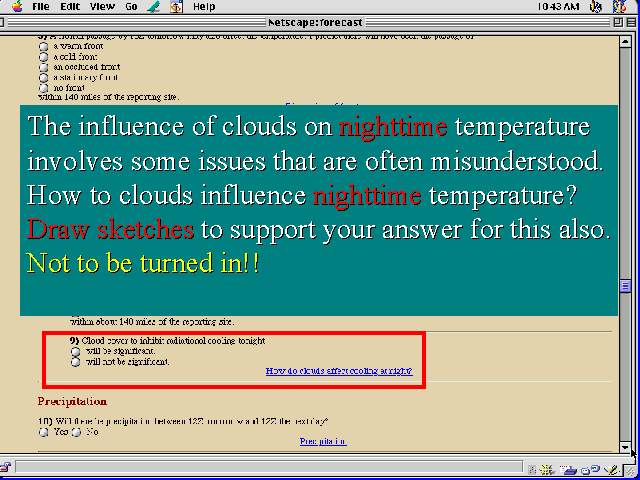 File Edit View Go Help 10:43 AM
Netscape: forecast
a warm front
a cold front
an occluded front
a stationary front
no front
within 140 miles of the reporting site.
The influence of clouds on nighttime temperature
involves some issues that are often misunderstood.
How to clouds influence nighttime temperature?
Draw sketches to support your answer for this also.
Not to be turned in!!
within about 140 miles of the reporting site.
9) Cloud cover to inhibit radiational cooling tonight
will be significant.
will not be significant.
How do clouds affect cooling at night?
Precipitation
10) Will there be precipitation between 12Z tomorrow and 12Z the next day?
Yes No
Precipitation